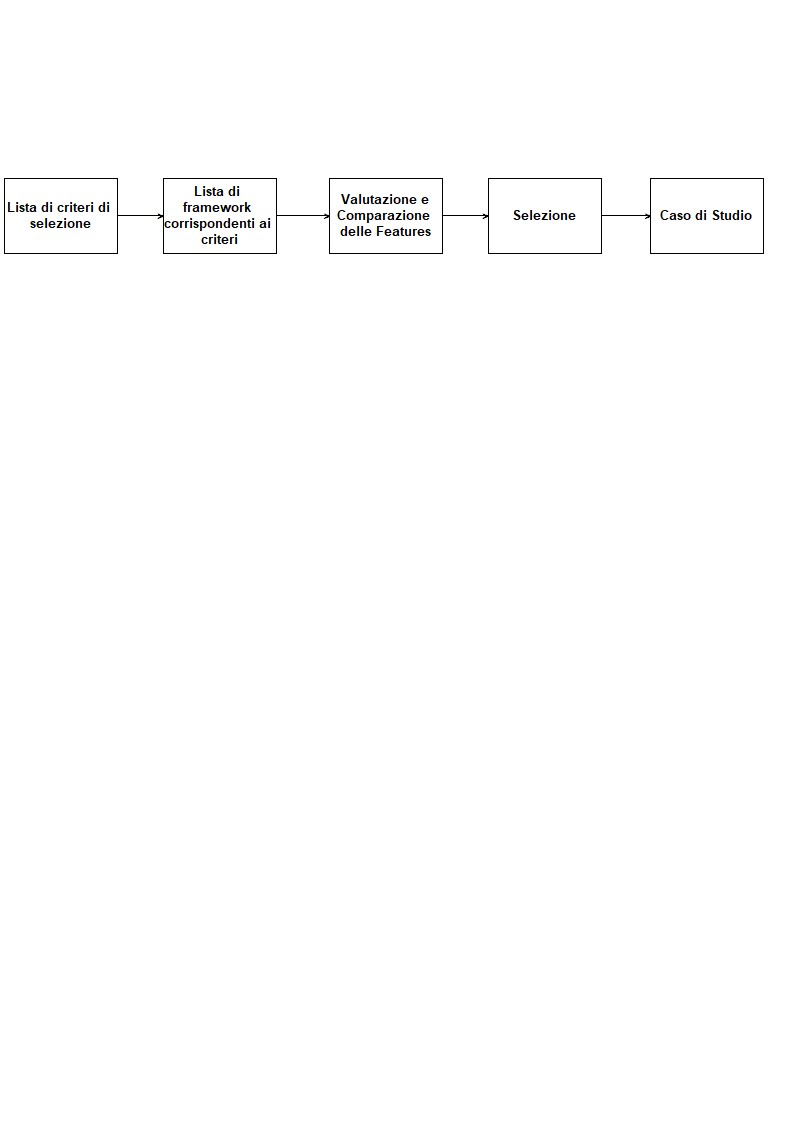 Lista di criteri di
selezione
Lista di
framework
corrispondenti ai
criteri
Valutazione e
Comparazione
delle Features
Selezione
Caso di Studio